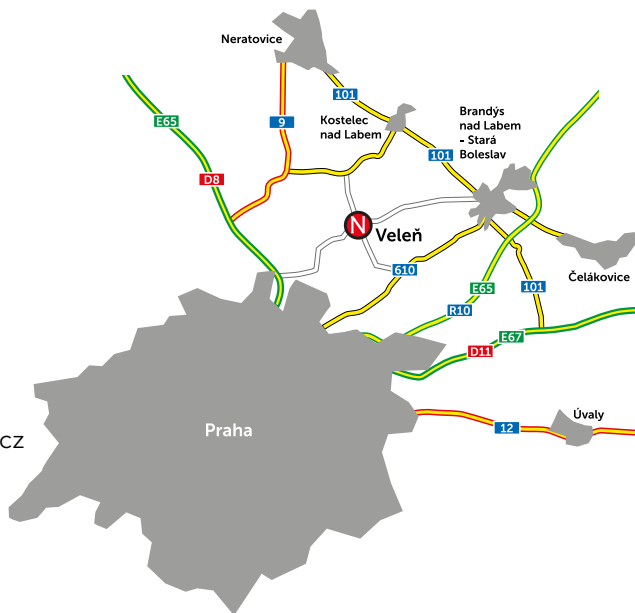 Neratovice
E65
101
9
Kostelec
nad Labem
Brandýs
nad Labem
- Stará
Boleslav
101
D8
N
Veleň
610
Čelákovice
E65
101
R10
E67
D11
Praha
Úvaly
12
CZ